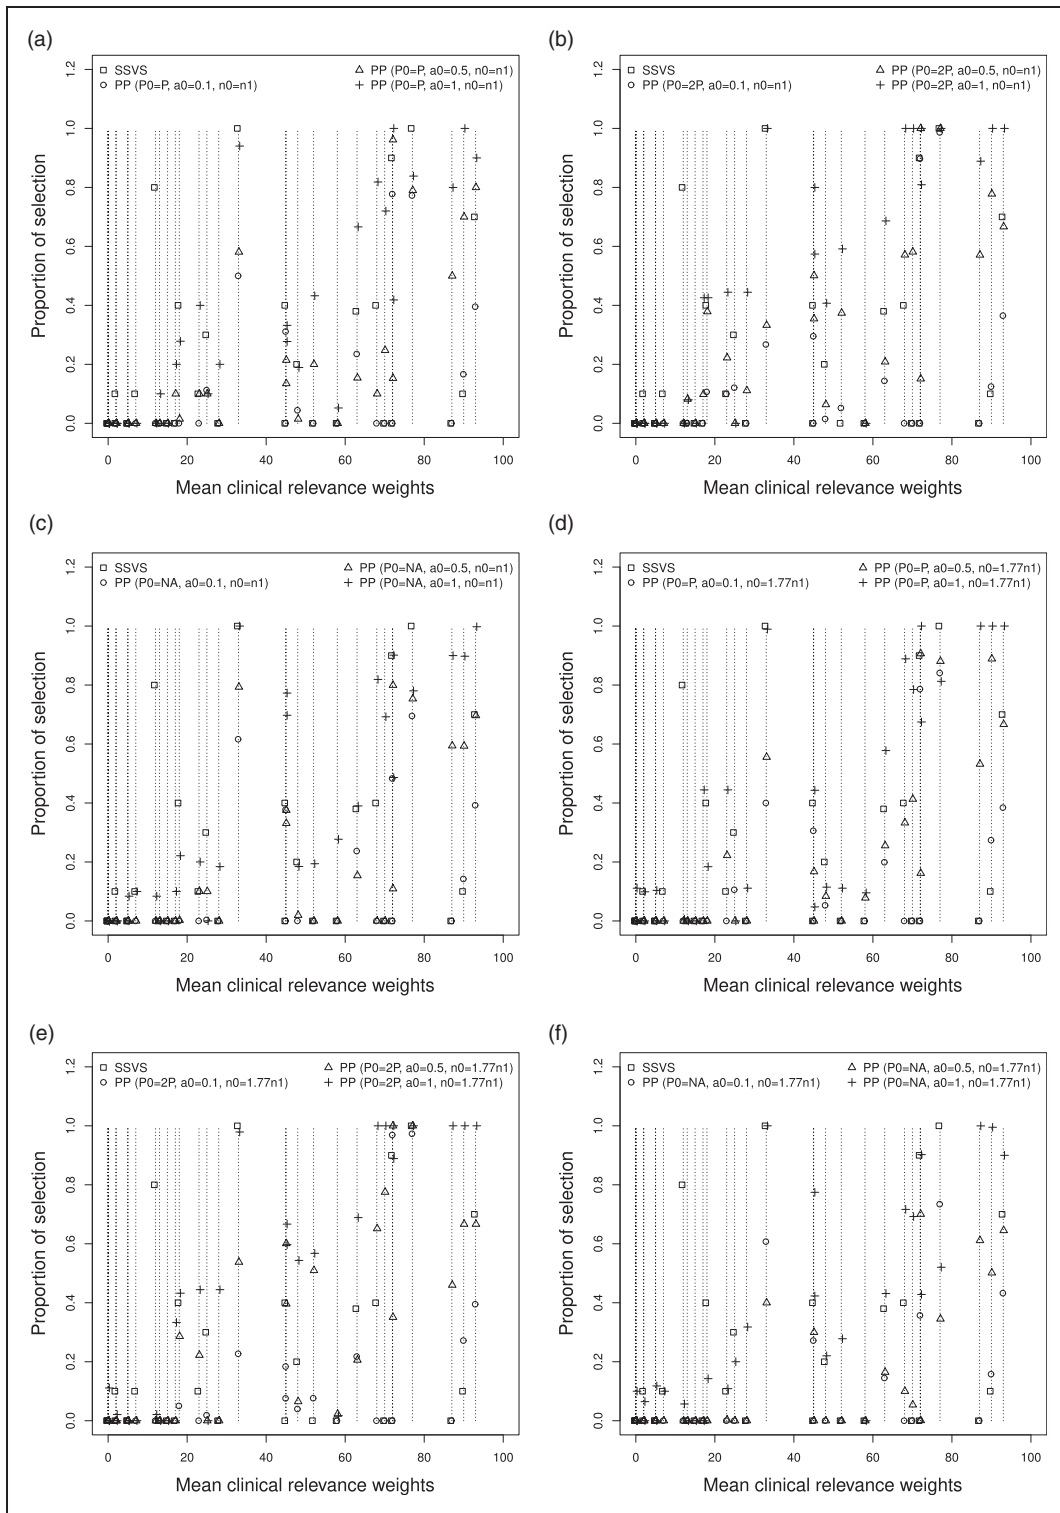 (a)
SSVS
PP (P0=P, a0=0.1, n0=n1)
PP (P0=P, a0=0.5, n0=n1)
PP (P0=P, a0=1, n0=n1)
Proportion of selection
1.2
1.0
0.8
0.6
0.4
0.2
0.0
0 20 40 60 80 100
Mean clinical relevance weights
(b)
SSVS
PP (P0=2P, a0=0.1, n0=n1)
PP (P0=2P, a0=0.5, n0=n1)
PP (P0=2P, a0=1, n0=n1)
Proportion of selection
1.2
1.0
0.8
0.6
0.4
0.2
0.0
0 20 40 60 80 100
Mean clinical relevance weights
(c)
SSVS
PP (P0=NA, a0=0.1, n0=n1)
PP (P0=NA, a0=0.5, n0=n1)
PP (P0=NA, a0=1, n0=n1)
Proportion of selection
1.2
1.0
0.8
0.6
0.4
0.2
0.0
0 20 40 60 80 100
Mean clinical relevance weights
(d)
SSVS
PP (P0=P, a0=0.1, n0=1.77n1)
PP (P0=P, a0=0.5, n0=1.77n1)
PP (P0=P, a0=1, n0=1.77n1)
Proportion of selection
1.2
1.0
0.8
0.6
0.4
0.2
0.0
0 20 40 60 80 100
Mean clinical relevance weights
(e)
SSVS
PP (P0=2P, a0=0.1, n0=1.77n1)
PP (P0=2P, a0=0.5, n0=1.77n1)
PP (P0=2P, a0=1, n0=1.77n1)
Proportion of selection
1.2
1.0
0.8
0.6
0.4
0.2
0.0
0 20 40 60 80 100
Mean clinical relevance weights
(f)
SSVS
PP (P0=NA, a0=0.1, n0=1.77n1)
PP (P0=NA, a0=0.5, n0=1.77n1)
PP (P0=NA, a0=1, n0=1.77n1)
Proportion of selection
1.2
1.0
0.8
0.6
0.4
0.2
0.0
0 20 40 60 80 100
Mean clinical relevance weights